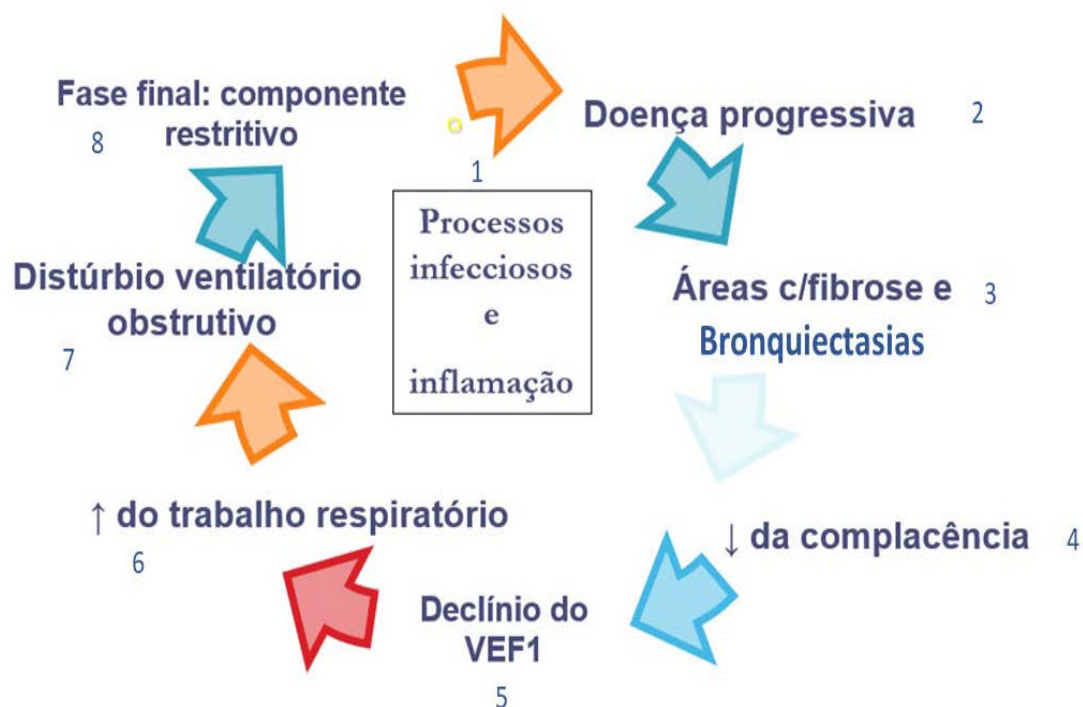 1
Processos
infecciosos
e
inflamação
Doença progressiva 2
Áreas c/fibrose e 3
Bronquiectasias
↓ da complacência 4
Declínio do
VEF1
5
↑ do trabalho respiratório
6
Distúrbio ventilatório
obstrutivo
7
Fase final: componente
restritivo
8